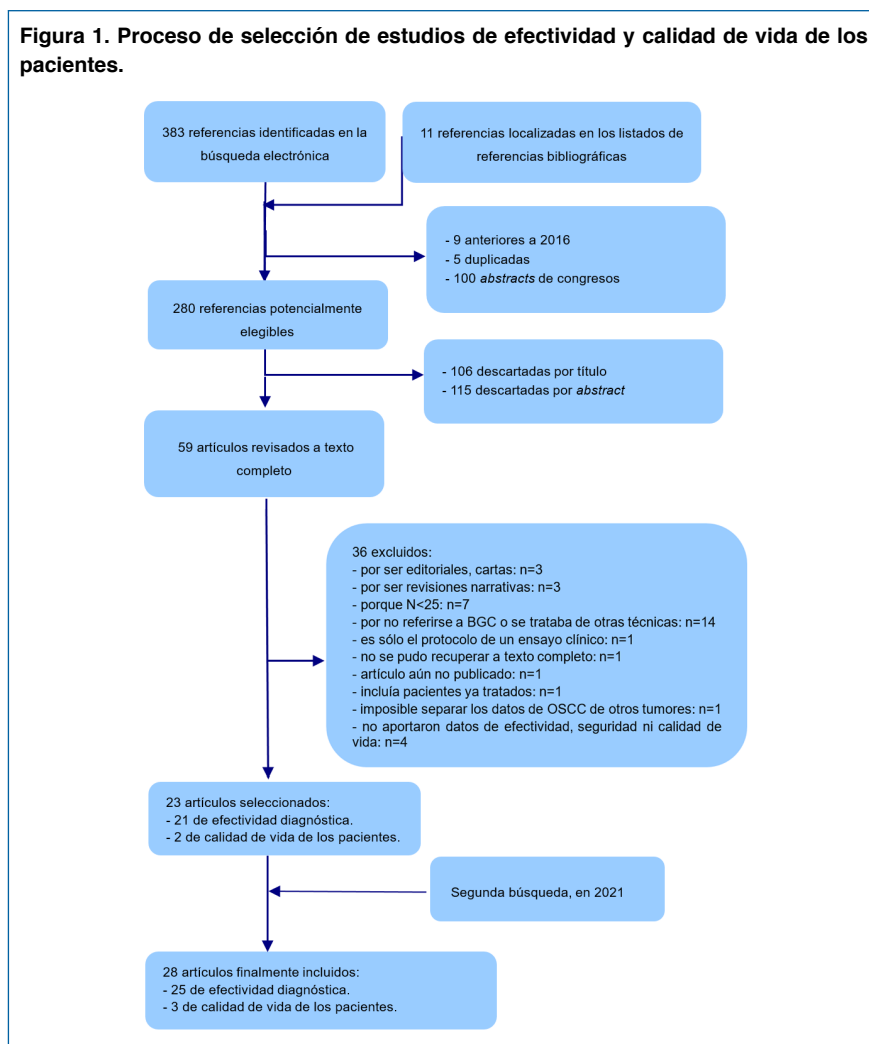 Figura 1. Proceso de selección de estudios de efectividad y calidad de vida de los
pacientes.
383 referencias identificadas en la
búsqueda electrónica
11 referencias localizadas en los listados de
referencias bibliográficas
- 9 anteriores a 2016
- 5 duplicadas
- 100 abstracts de congresos
280 referencias potencialmente
elegibles
- 106 descartadas por título
- 115 descartadas por abstract
59 artículos revisados a texto
completo
36 excluidos:
- por ser editoriales, cartas: n=3
- por ser revisiones narrativas: n=3
- porque N<25: n=7
- por no referirse a BGC o se trataba de otras técnicas: n=14
- es sólo el protocolo de un ensayo clínico: n=1
- no se pudo recuperar a texto completo: n=1
- artículo aún no publicado: n=1
- incluía pacientes ya tratados: n=1
- imposible separar los datos de OSCC de otros tumores: n=1
- no aportaron datos de efectividad, seguridad ni calidad de
vida: n=4
23 artículos seleccionados:
- 21 de efectividad diagnóstica.
- 2 de calidad de vida de los pacientes.
Segunda búsqueda, en 2021
28 artículos finalmente incluidos:
- 25 de efectividad diagnóstica.
- 3 de calidad de vida de los pacientes.